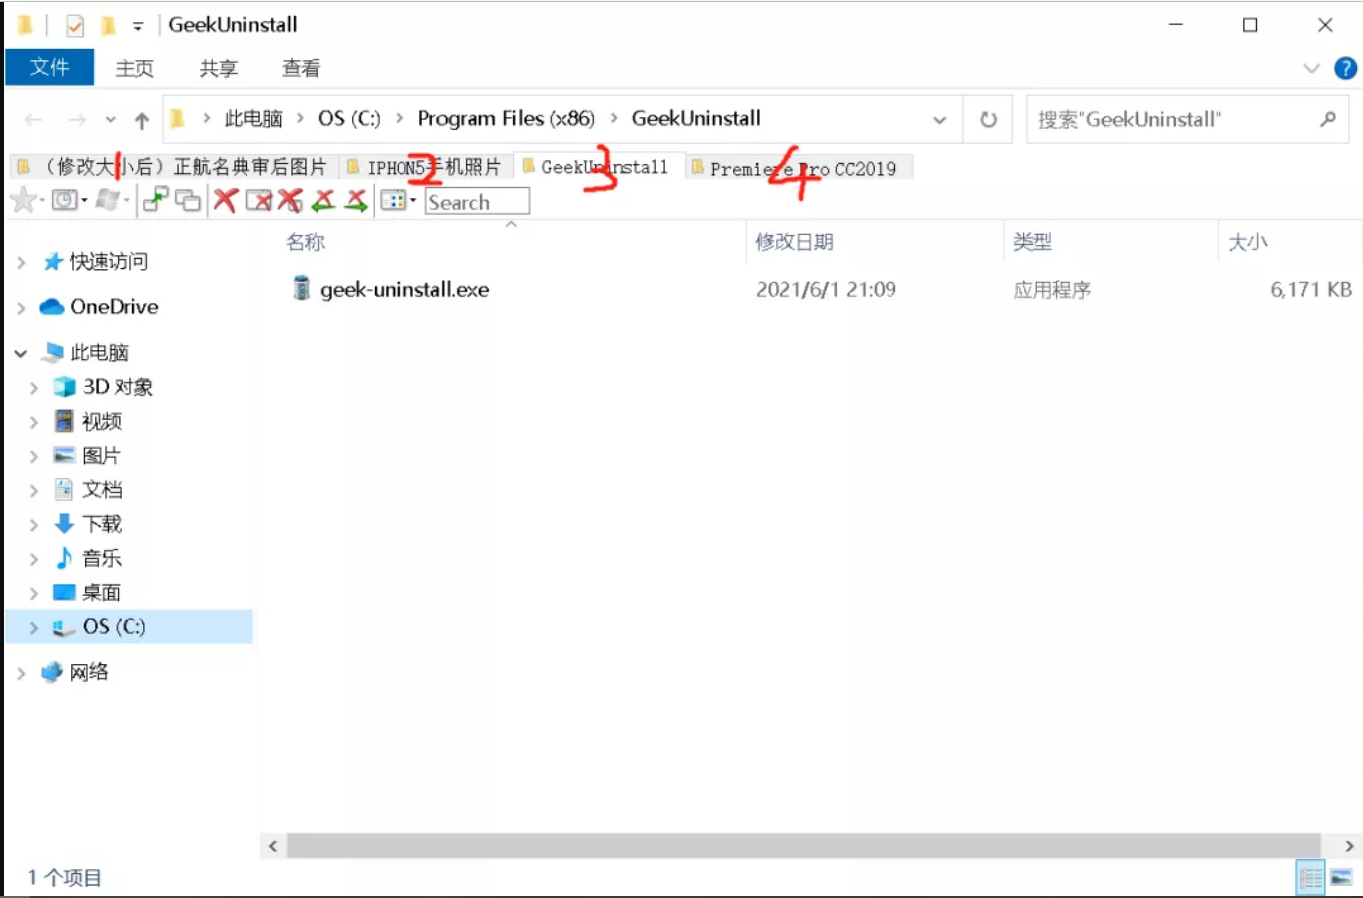 GeekUninstall
文件 主页 共享 查看
此电脑 OS (C:) Program Files (x86) GeekUninstall 搜索"GeekUninstall"
(修改大小后)正航名典审后图片 IPHON5手机照片 GeekUninstall Premiere Pro CC2019
1 2 3 4
Search
名称 修改日期 类型 大小
快速访问
geek-uninstall.exe 2021/6/1 21:09 应用程序 6,171 KB
OneDrive
此电脑
3D 对象
视频
图片
文档
下载
音乐
桌面
OS (C:)
网络
1 个项目